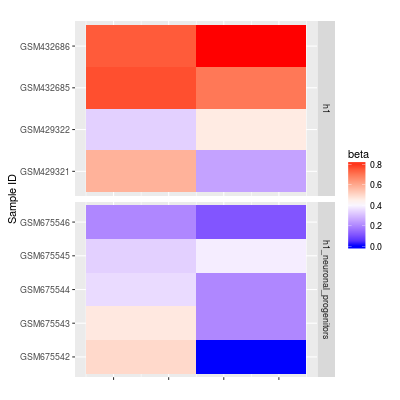 GSM432686
GSM432685
GSM429322
GSM429321
h1
GSM675546
GSM675545
GSM675544
GSM675543
GSM675542
h1_neuronal_progenitors
Sample ID
beta
0.8
0.6
0.4
0.2
0.0